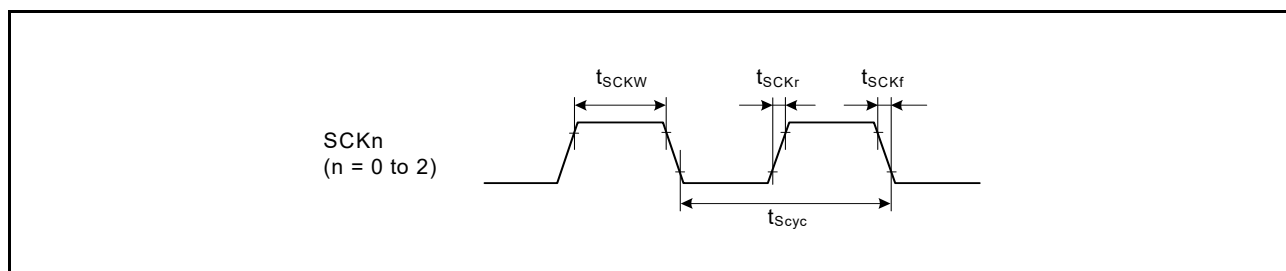 tSCKW
tSCKr
tSCKf
SCKn
(n = 0 to 2)
tScyc